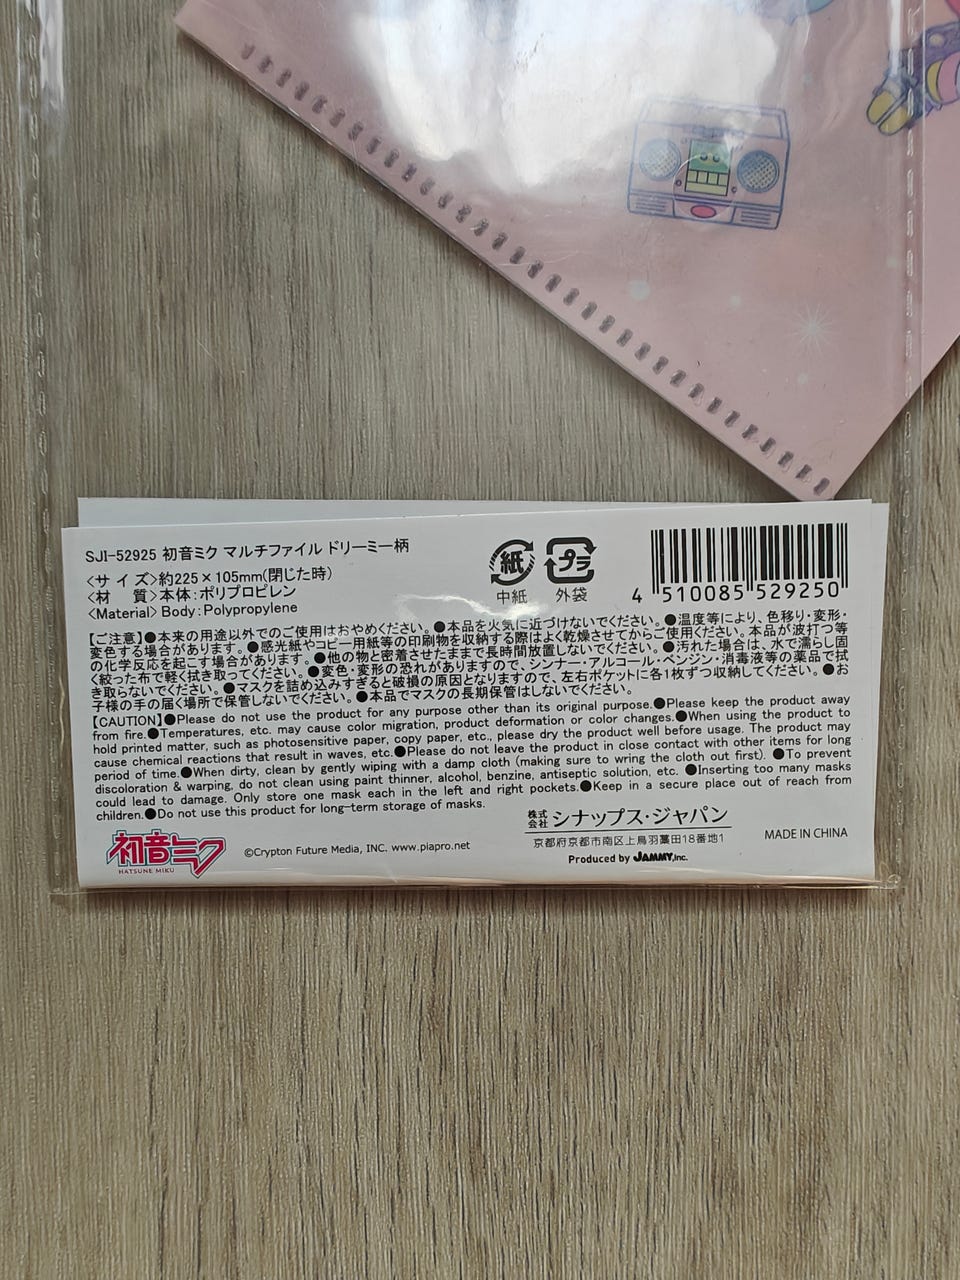 SJI-52925 初音ミク マルチファイル ドリーミー柄
<サ イ ズ>約225×105mm(閉じた時)
<材　質>本体:ポリプロピレン
<Material> Body:Polypropylene
紙
中紙
プラ
外袋
4 510085 529250
【ご注意】●本来の用途以外でのご使用はおやめください。●本品を火気に近づけないでください。●温度等により、色移り・変形・
変色する場合があります。●感光紙やコピー用紙等の印刷物を収納する際はよく乾燥させてからご使用ください。本品が波打つ等
の化学反応を起こす場合があります。●他の物と密着させたままで長時間放置しないでください。●汚れた場合は、水で濡らし固
く絞った布で軽く拭き取ってください。●変色・変形の恐れがありますので、シンナー・アルコール・ベンジン・消毒液等の薬品で拭
き取らないでください。●マスクを詰め込みすぎると破損の原因となりますので、左右ポケットに各1枚ずつ収納してください。●お
子様の手の届く場所で保管しないでください。●本品でマスクの長期保管はしないでください。
【CAUTION】●Please do not use the product for any purpose other than its original purpose.●Please keep the product away
from fire.●Temperatures, etc. may cause color migration, product deformation or color changes.●When using the product to
hold printed matter, such as photosensitive paper, copy paper, etc., please dry the product well before usage. The product may
cause chemical reactions that result in waves, etc.●Please do not leave the product in close contact with other items for long
period of time.●When dirty, clean by gently wiping with a damp cloth (making sure to wring the cloth out first). ●To prevent
discoloration & warping, do not clean using paint thinner, alcohol, benzine, antiseptic solution, etc. ●Inserting too many masks
could lead to damage. Only store one mask each in the left and right pockets.●Keep in a secure place out of reach from
children.●Do not use this product for long-term storage of masks.
初音ミク
HATSUNE MIKU
©Crypton Future Media, INC. www.piapro.net
株式会社 シナップス・ジャパン
京都府京都市南区上鳥羽藁田18番地1
Produced by JAMMY,inc.
MADE IN CHINA